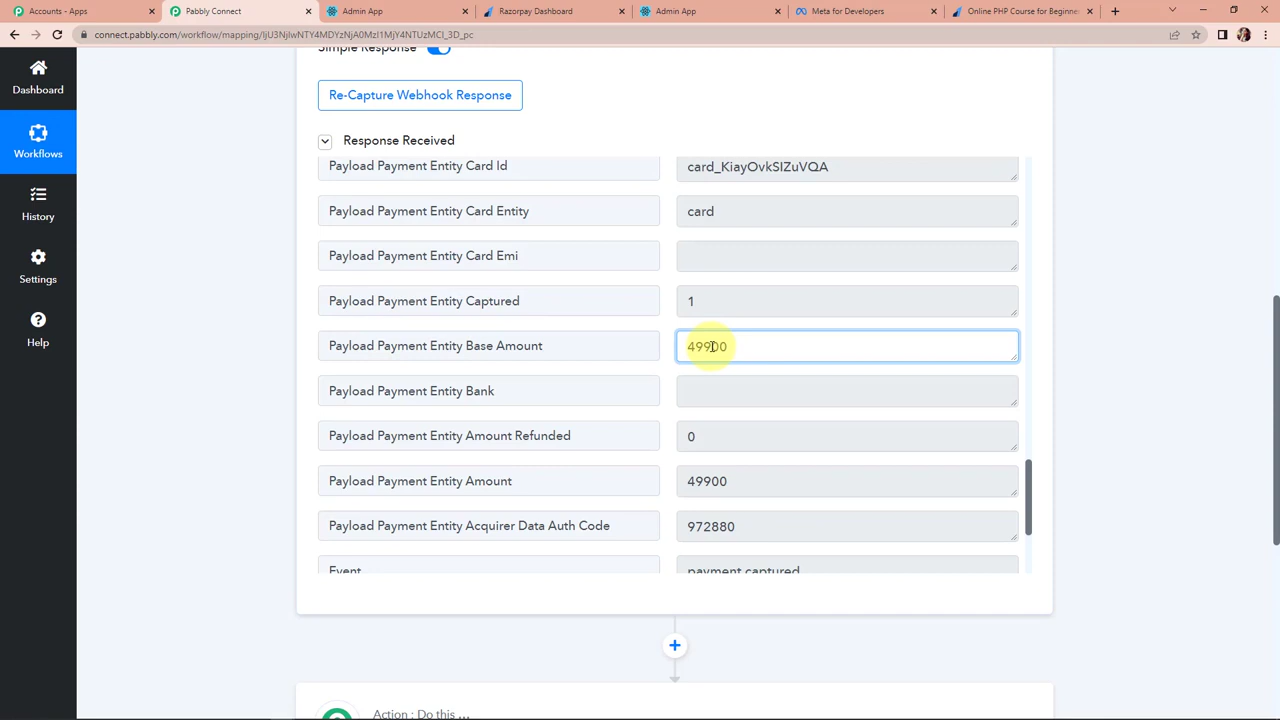 Accounts - Apps
Pabbly Connect
Admin App
Razorpay Dashboard
Admin App
Meta for Developers
Online PHP Course for Beginner
connect.pabbly.com/workflow/mapping/IjU3NjIwNTY4MDYzNjA0MzI1MjY4NTUzMCI_3D_pc
Dashboard
Workflows
History
Settings
Help
Simple Response
Re-Capture Webhook Response
Response Received
Payload Payment Entity Card Id card_KiayOvkSIZuVQA
Payload Payment Entity Card Entity card
Payload Payment Entity Card Emi
Payload Payment Entity Captured 1
Payload Payment Entity Base Amount 49900
Payload Payment Entity Bank
Payload Payment Entity Amount Refunded 0
Payload Payment Entity Amount 49900
Payload Payment Entity Acquirer Data Auth Code 972880
Event payment.captured
Action : Do this ...